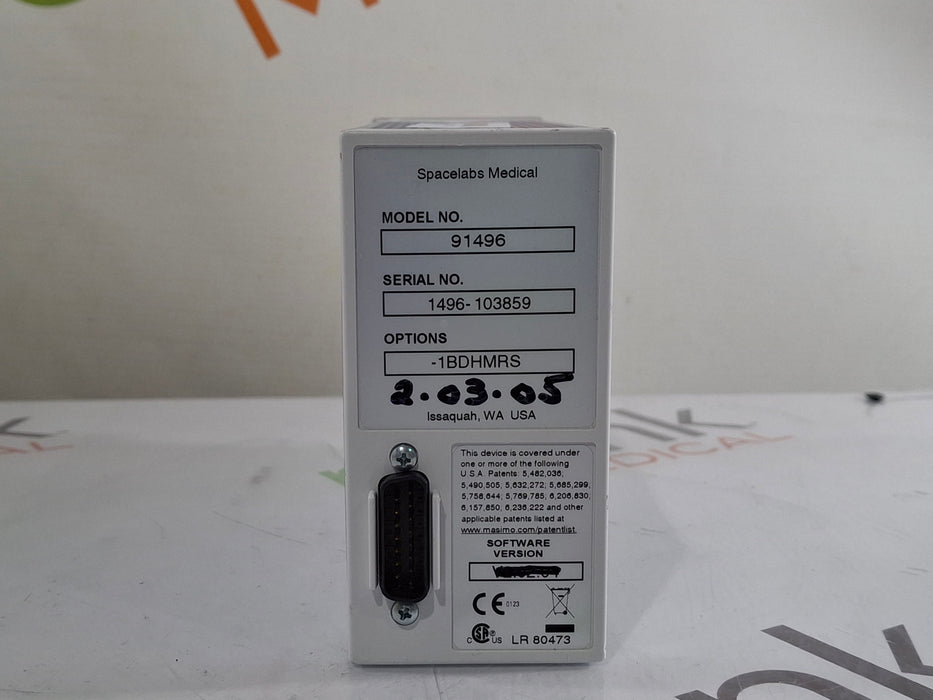 Spacelabs Medical
MODEL NO.
91496
SERIAL NO.
1496-103859
OPTIONS
-1BDHMRS
2.03.05
Issaquah, WA USA
This device is covered under
one or more of the following
U.S.A. Patents: 5,482,036,
5,490,505; 5,632,272; 5,685,299,
5,758,644; 5,769,785; 6,206,830,
6,157,850; 6,236,222 and other
applicable patents listed at
www.masimo.com/patentlist.
SOFTWARE
VERSION
CE 0123
C SA ® US LR 80473